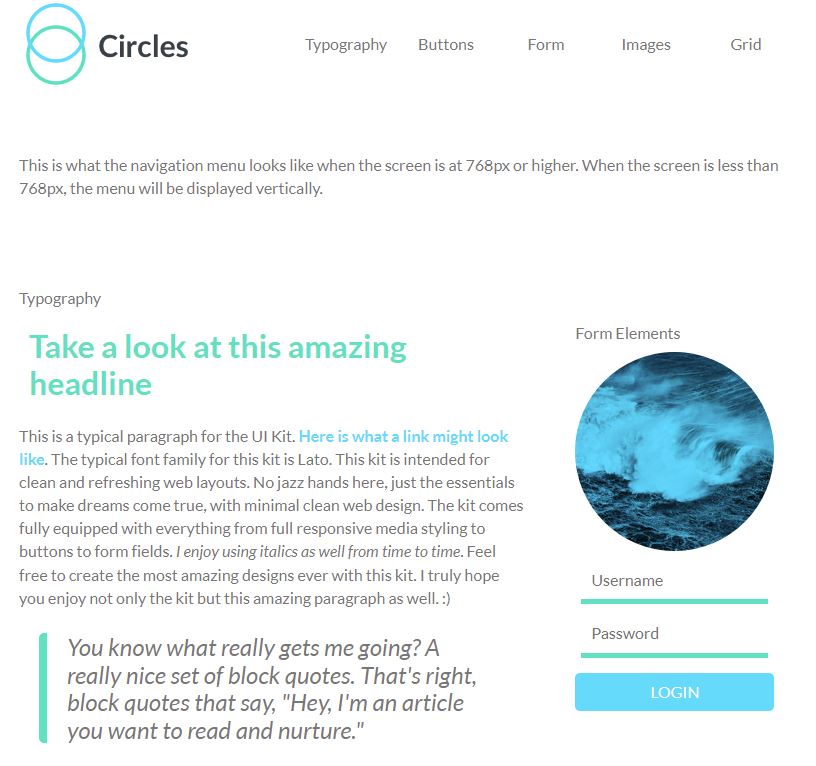 Circles
Typography Buttons Form Images Grid
This is what the navigation menu looks like when the screen is at 768px or higher. When the screen is less than
768px, the menu will be displayed vertically.
Typography
Take a look at this amazing
headline
This is a typical paragraph for the UI Kit. Here is what a link might look
like. The typical font family for this kit is Lato. This kit is intended for
clean and refreshing web layouts. No jazz hands here, just the essentials
to make dreams come true, with minimal clean web design. The kit comes
fully equipped with everything from full responsive media styling to
buttons to form fields. I enjoy using italics as well from time to time. Feel
free to create the most amazing designs ever with this kit. I truly hope
you enjoy not only the kit but this amazing paragraph as well. :)
You know what really gets me going? A
really nice set of block quotes. That's right,
block quotes that say, "Hey, I'm an article
you want to read and nurture."
Form Elements
Username
Password
LOGIN